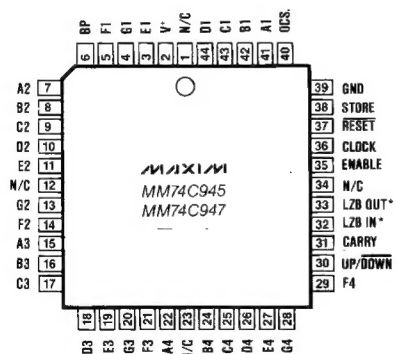 BP F1 G1 E1 V+ N/C D1 C1 B1 A1 OCS.
6 5 4 3 2 1 44 43 42 41 40
A2 7
B2 8
C2 9
D2 10
E2 11
N/C 12
G2 13
F2 14
A3 15
B3 16
C3 17
MAXIM
MM74C945
MM74C947
39 GND
38 STORE
37 RESET
36 CLOCK
35 ENABLE
34 N/C
33 LZB OUT*
32 LZB IN*
31 CARRY
30 UP/DOWN
29 F4
18 19 20 21 22 23 24 25 26 27 28
D3 E3 G3 F3 A4 N/C B4 C4 D4 E4 G4